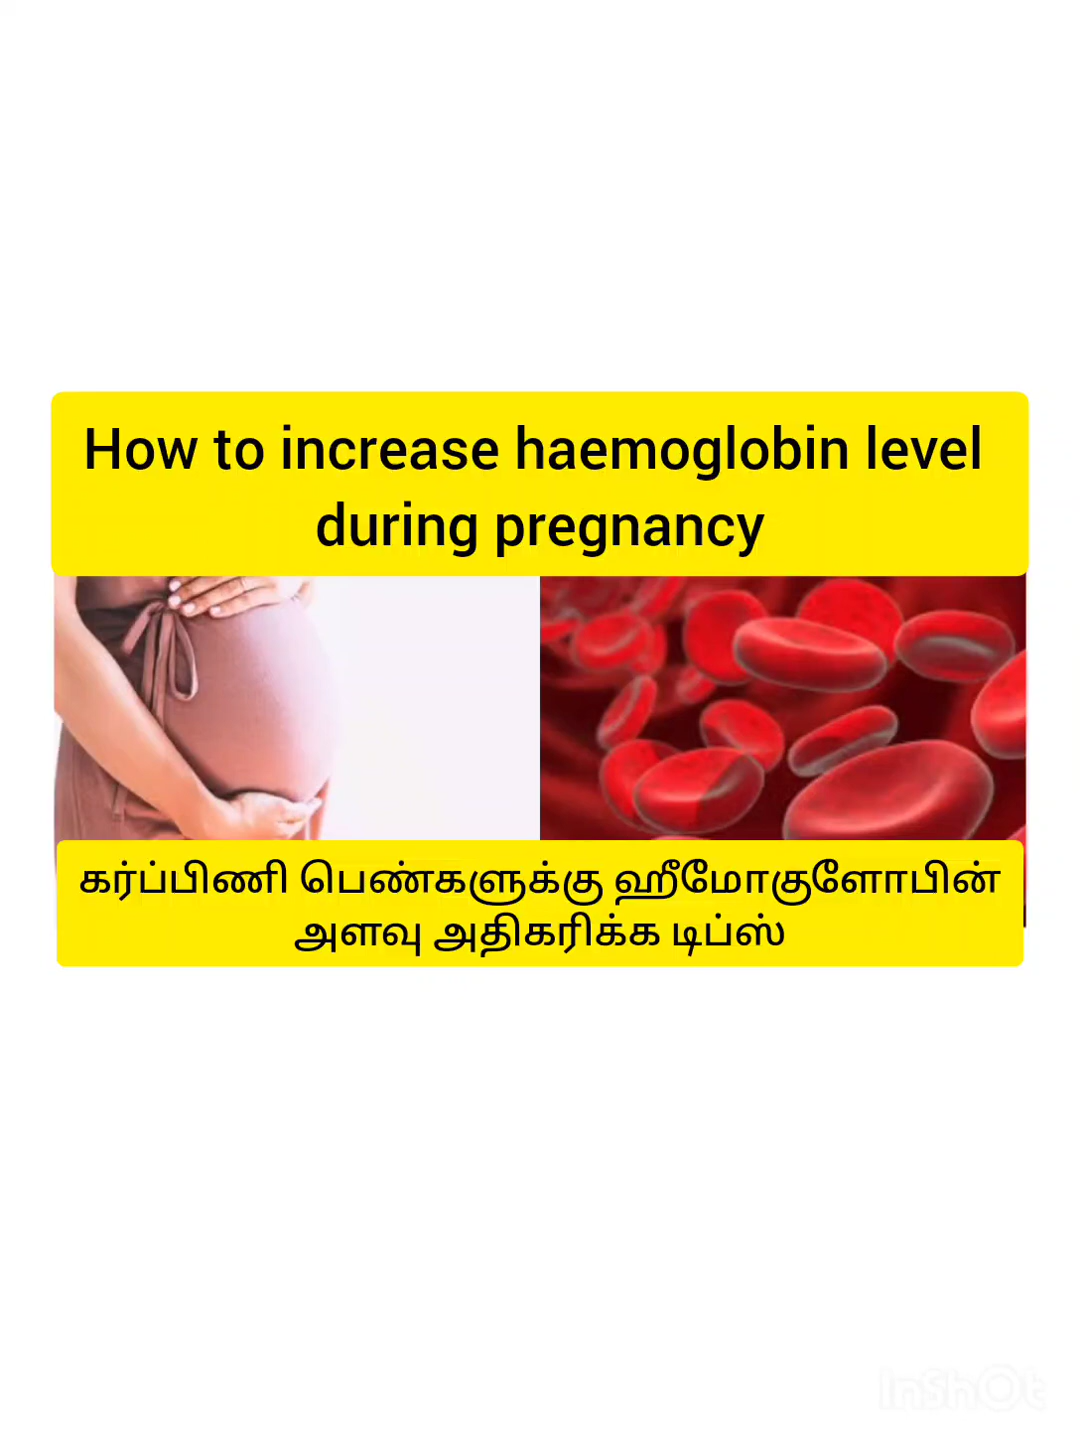 How to increase haemoglobin level
during pregnancy
கர்ப்பிணி பெண்களுக்கு ஹீமோகுளோபின்
அளவு அதிகரிக்க டிப்ஸ்
InShOt